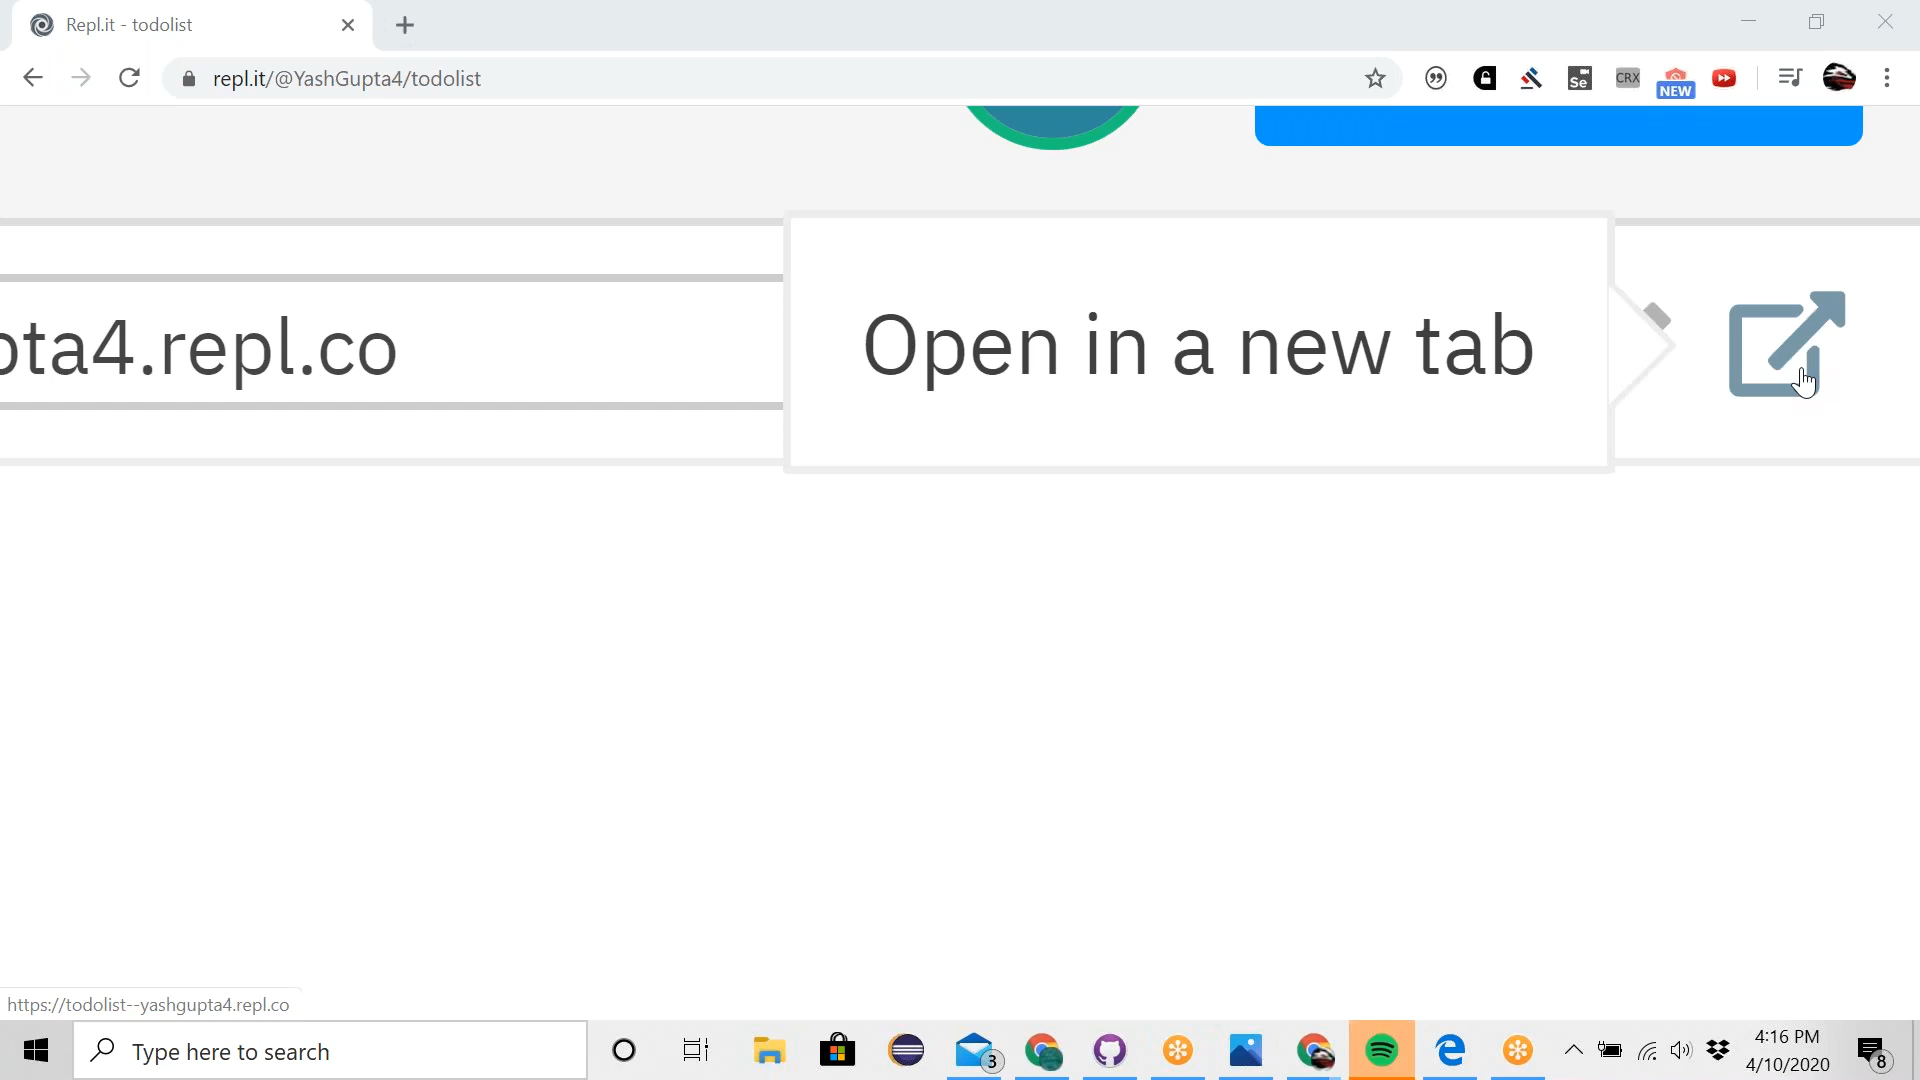 Repl.it - todolist
repl.it/@YashGupta4/todolist
Se
CRX
NEW
pta4.repl.co
Open in a new tab
https://todolist--yashgupta4.repl.co
Type here to search
3
4:16 PM
4/10/2020
8